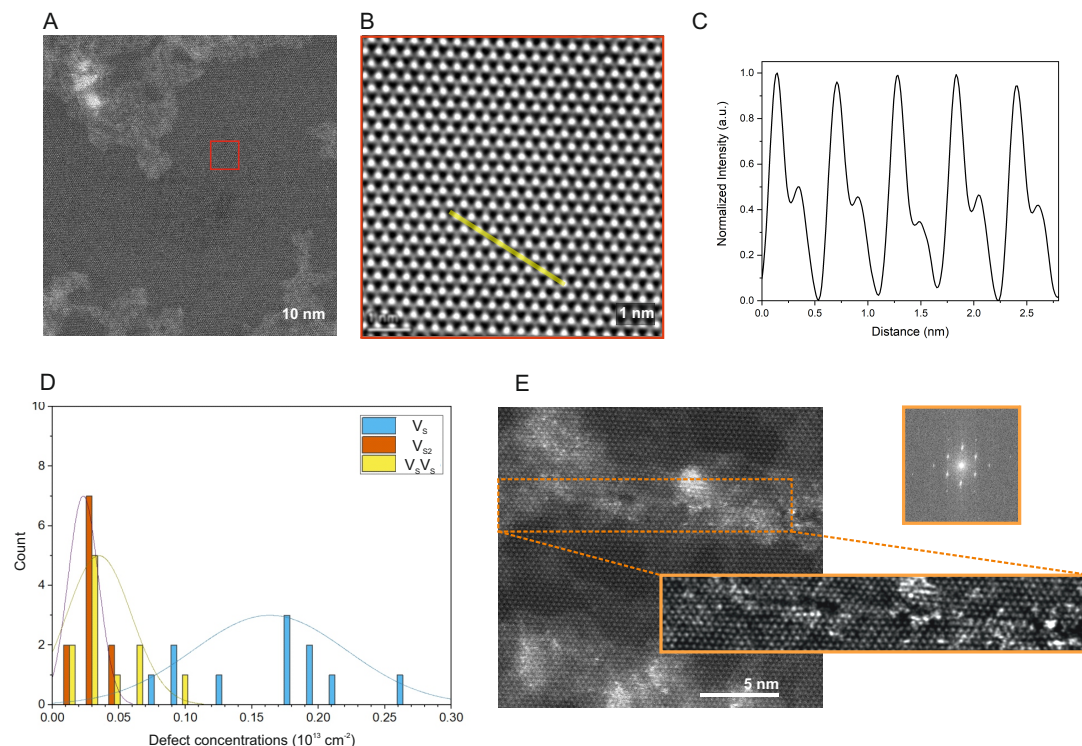 A
B
C
10 nm
1 nm
Normalized Intensity (a.u.)
1.0
0.8
0.6
0.4
0.2
0.0
0.0 0.5 1.0 1.5 2.0 2.5
Distance (nm)
D
E
10
8
6
4
2
0
Count
V_S
V_S2
V_SV_S
0.00 0.05 0.10 0.15 0.20 0.25 0.30
Defect concentrations (10¹³ cm⁻²)
5 nm